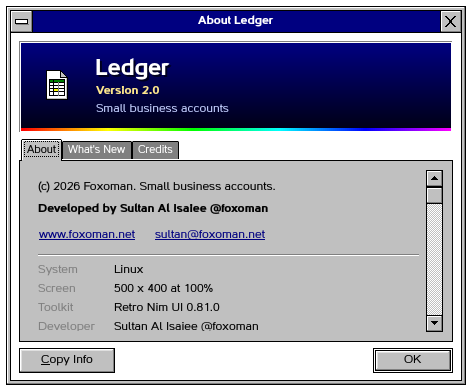 About Ledger
Ledger
Version 2.0
Small business accounts
About What's New Credits
(c) 2026 Foxoman. Small business accounts.
Developed by Sultan Al Isaiee @foxoman
www.foxoman.net sultan@foxoman.net
System Linux
Screen 500 x 400 at 100%
Toolkit Retro Nim UI 0.81.0
Developer Sultan Al Isaiee @foxoman
Copy Info OK